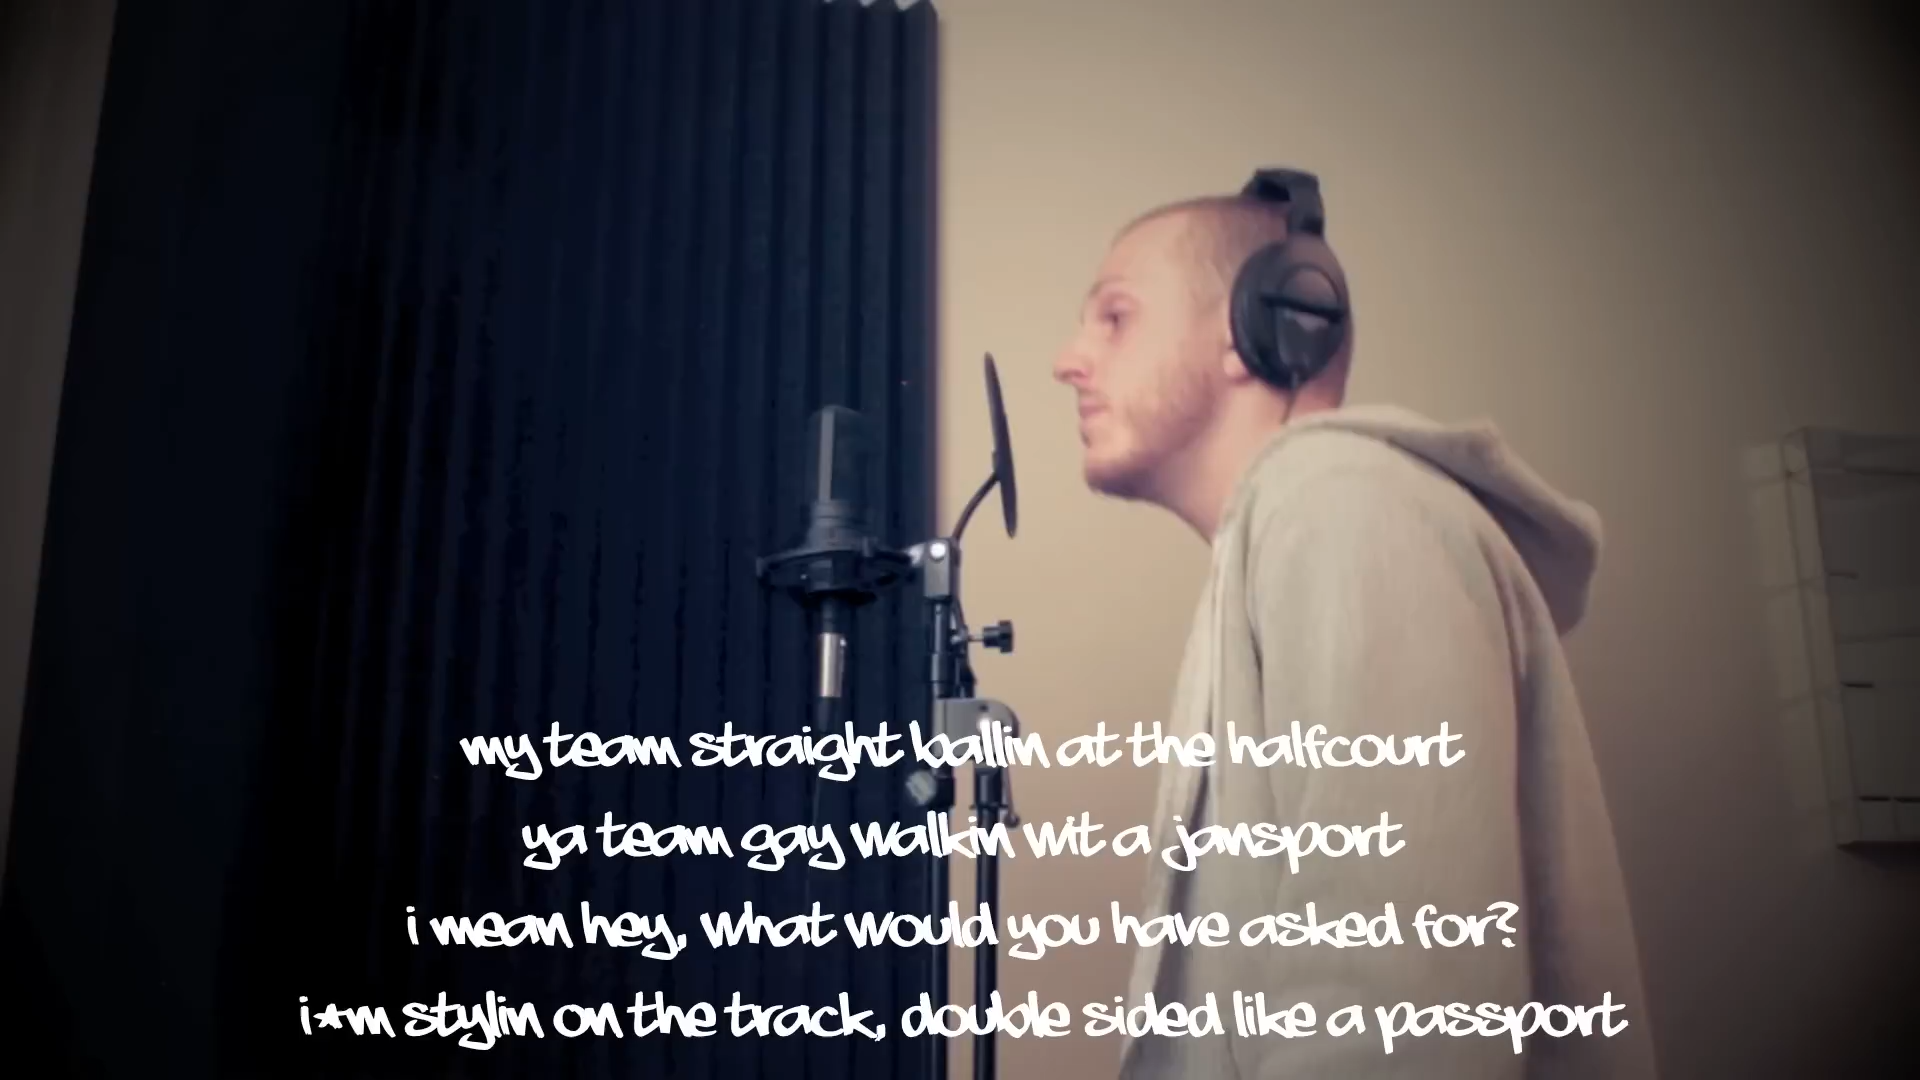 my team straight ballin at the halfcourt
ya team gay walkin wit a jansport
i mean hey, what would you have asked for?
i*m stylin on the track, double sided like a passport